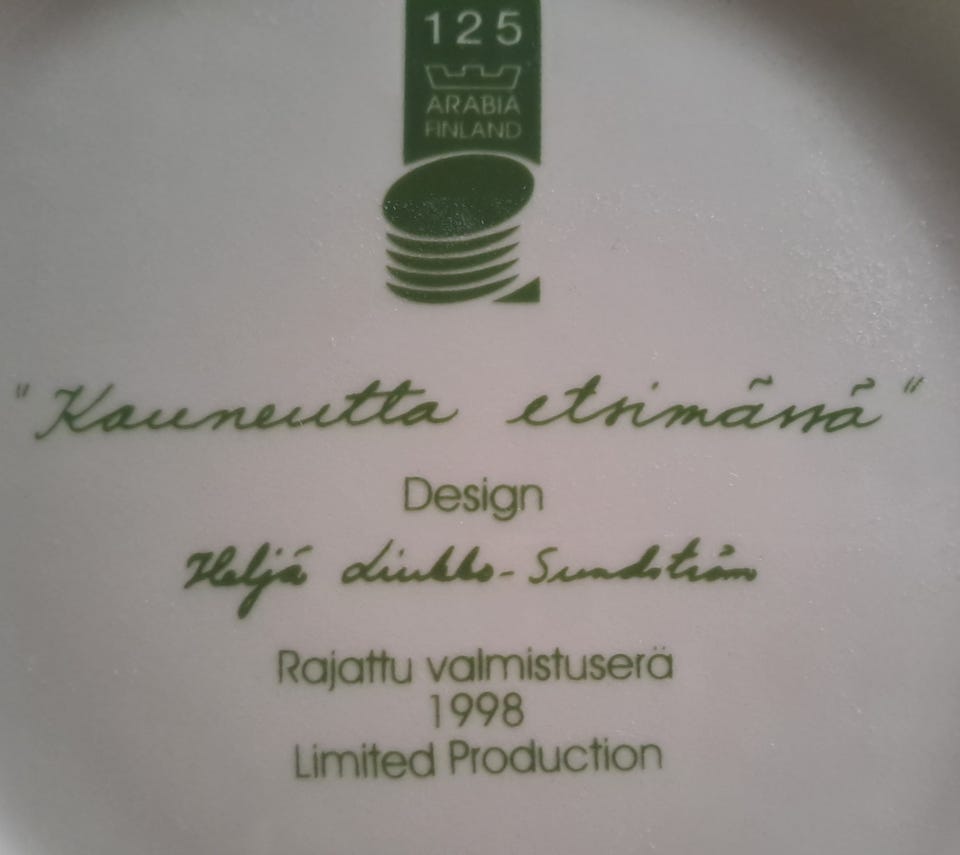 125
ARABIA
FINLAND
"Kauneutta etsimässä"
Design
Heljä Liukko-Sundström
Rajattu valmistuserä
1998
Limited Production